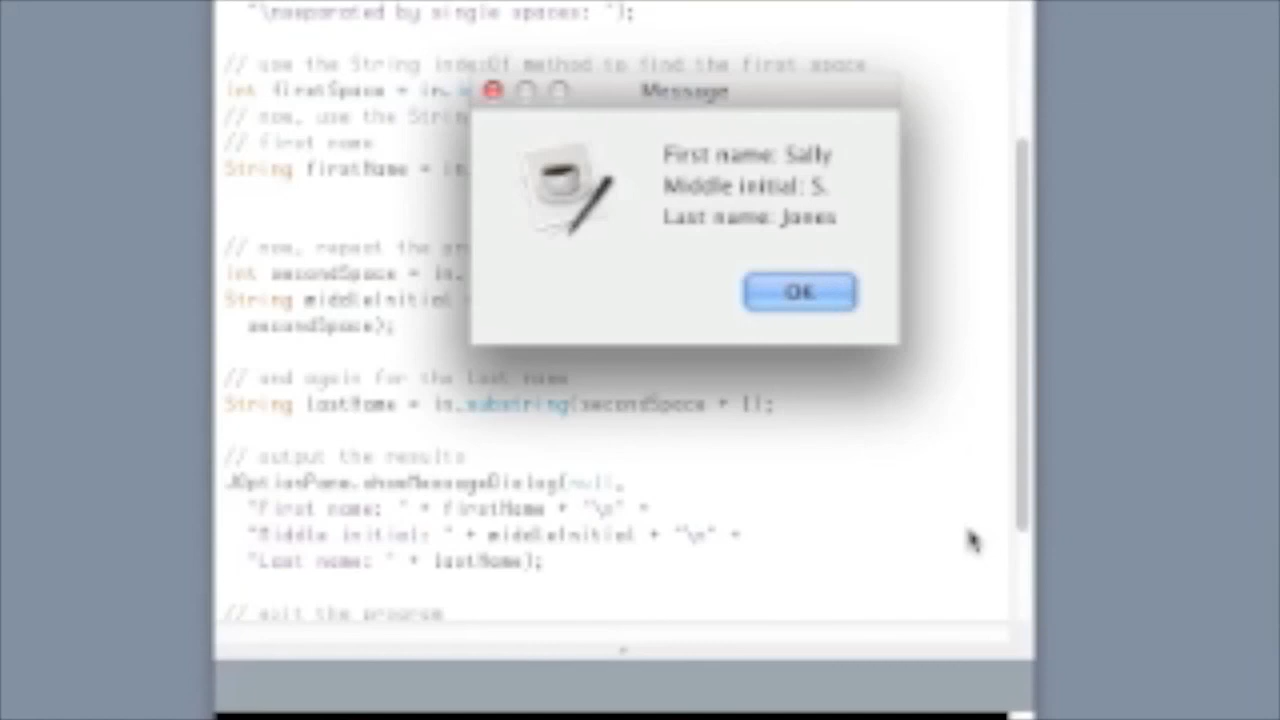 "\nseparated by single spaces: ");
// use the String indexOf method to find the first space
int firstSpace = in.
// now, use the Strin
// first name
String firstName = in.
// now, repeat the pr
int secondSpace = in.
String middleInitial
secondSpace);
// and again for the last name
String lastName = in.substring(secondSpace + 1);
// output the results
JOptionPane.showMessageDialog(null,
"First name: " + firstName + "\n" +
"Middle initial: " + middleInitial + "\n" +
"Last name: " + lastName);
// exit the program
Message
First name: Sally
Middle initial: S.
Last name: Jones
OK